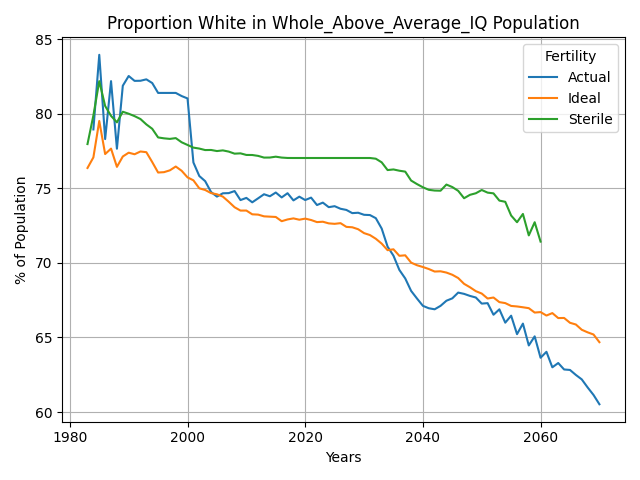 Proportion White in Whole_Above_Average_IQ Population
Fertility
Actual
Ideal
Sterile
% of Population
85
80
75
70
65
60
1980
2000
2020
2040
2060
Years